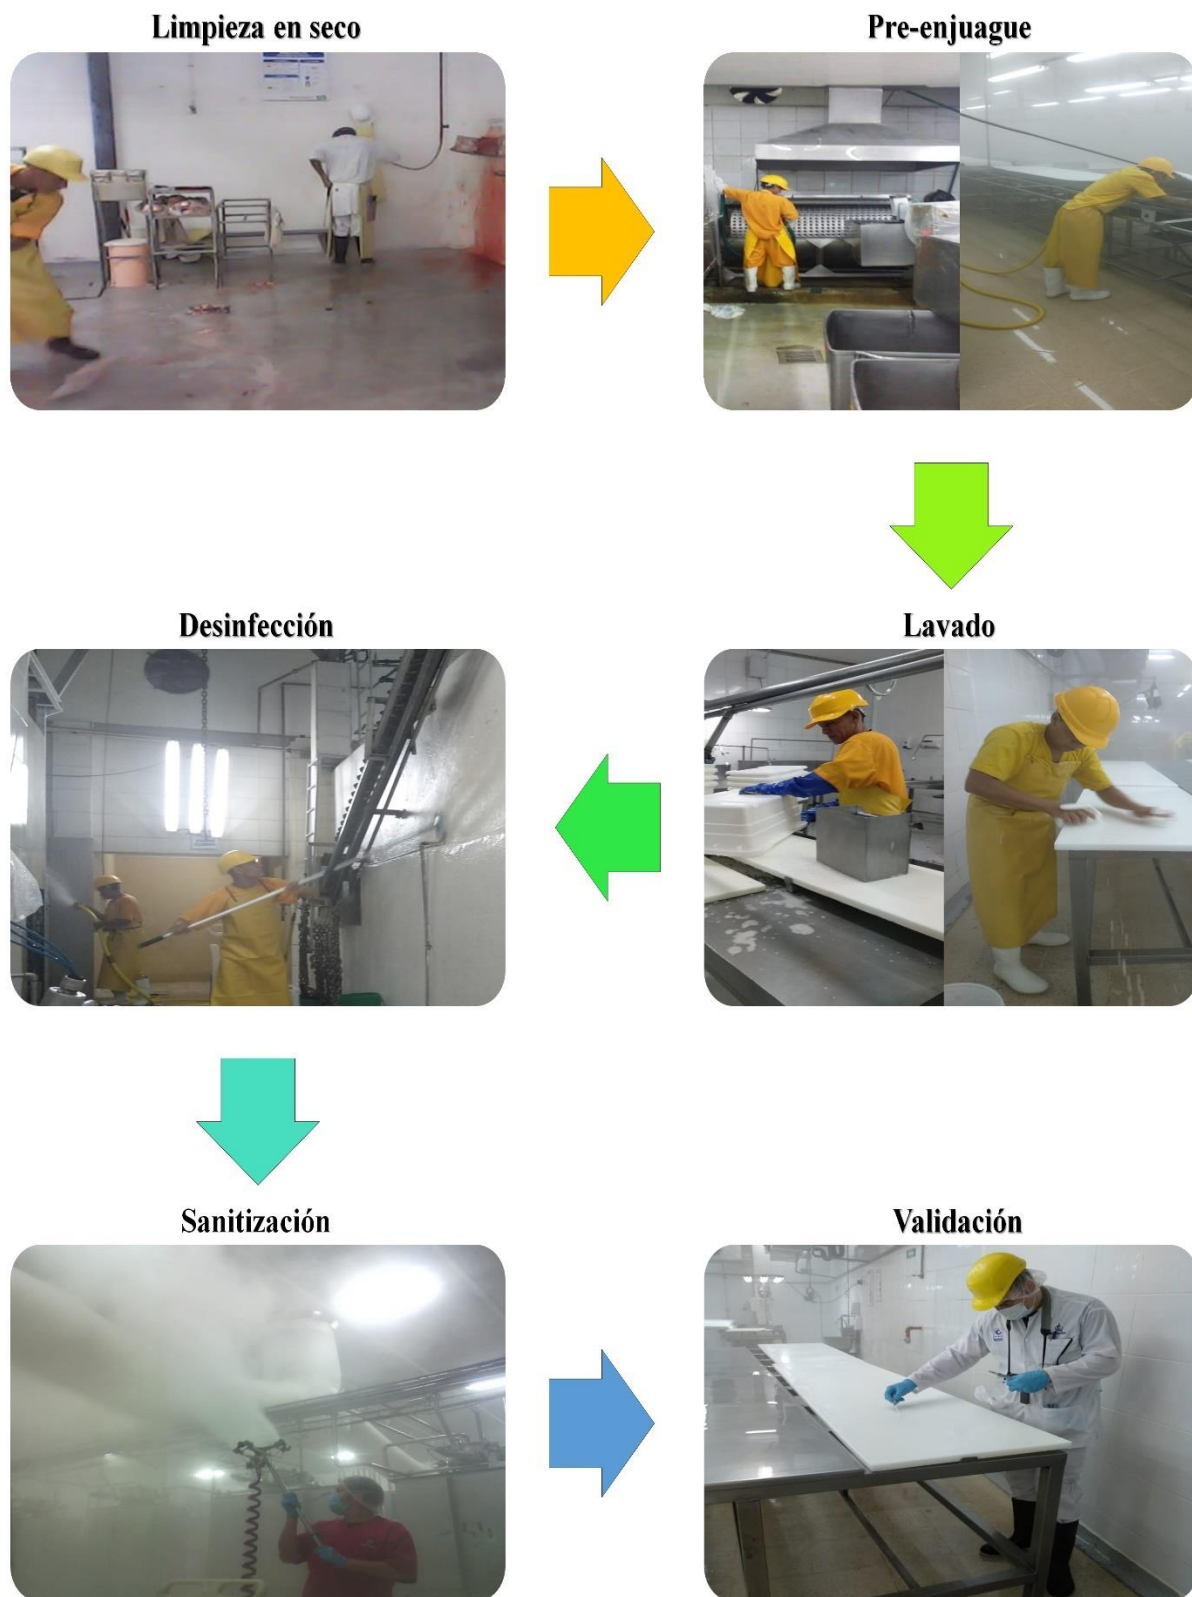 Limpieza en seco
Pre-enjuague
Lavado
Desinfección
Sanitización
Validación